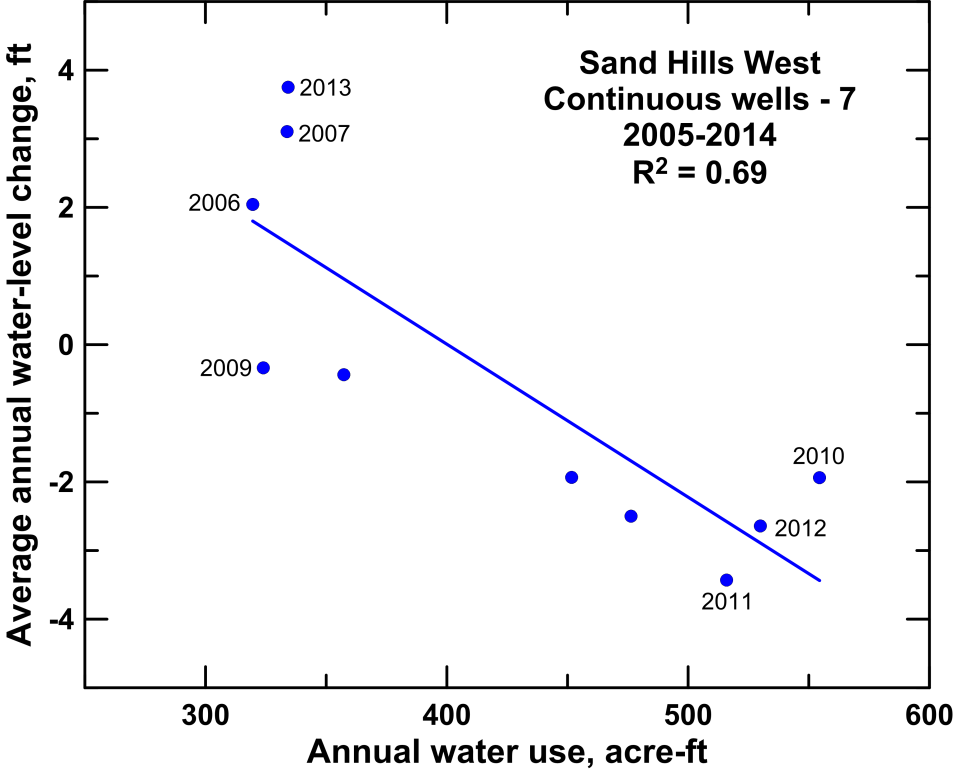 Sand Hills West
Continuous wells - 7
2005-2014
R² = 0.69
Average annual water-level change, ft
4
2
0
-2
-4
2013
2007
2006
2009
2010
2012
2011
300 400 500 600
Annual water use, acre-ft